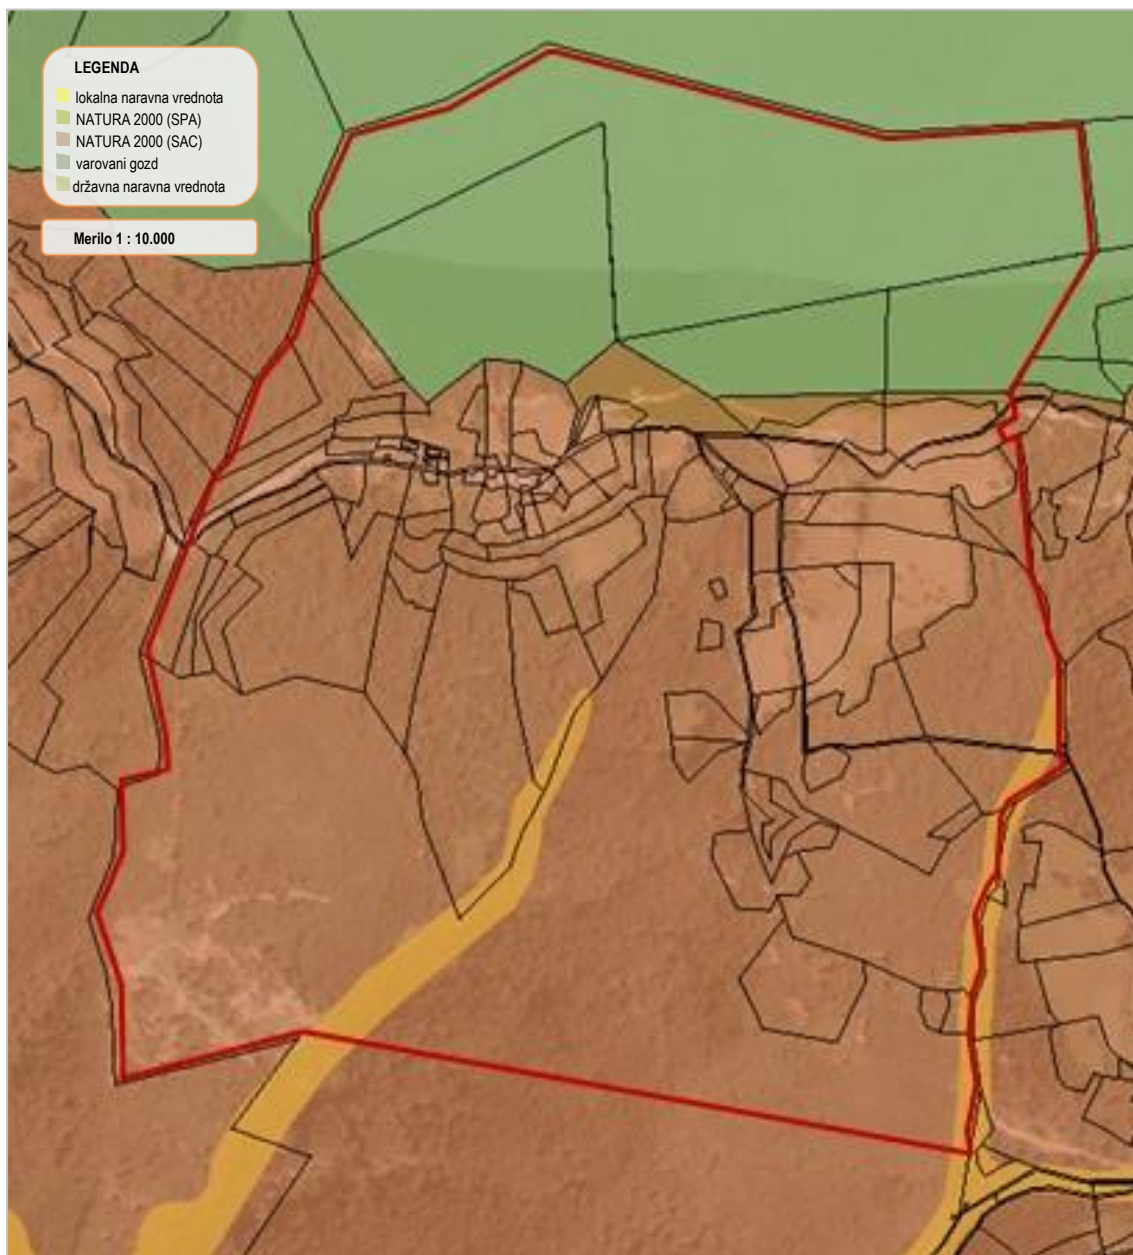 LEGENDA
lokalna naravna vrednota
NATURA 2000 (SPA)
NATURA 2000 (SAC)
varovani gozd
državna naravna vrednota
Merilo 1 : 10.000